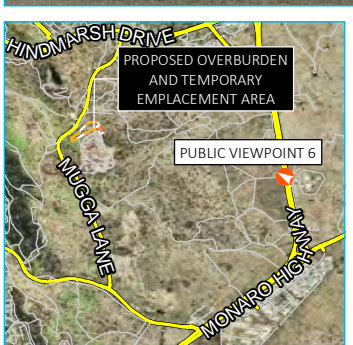 HINDMARSH DRIVE
PROPOSED OVERBURDEN
AND TEMPORARY
EMPLACEMENT AREA
PUBLIC VIEWPOINT 6
MUGGA LANE
MONARO HIGHWAY